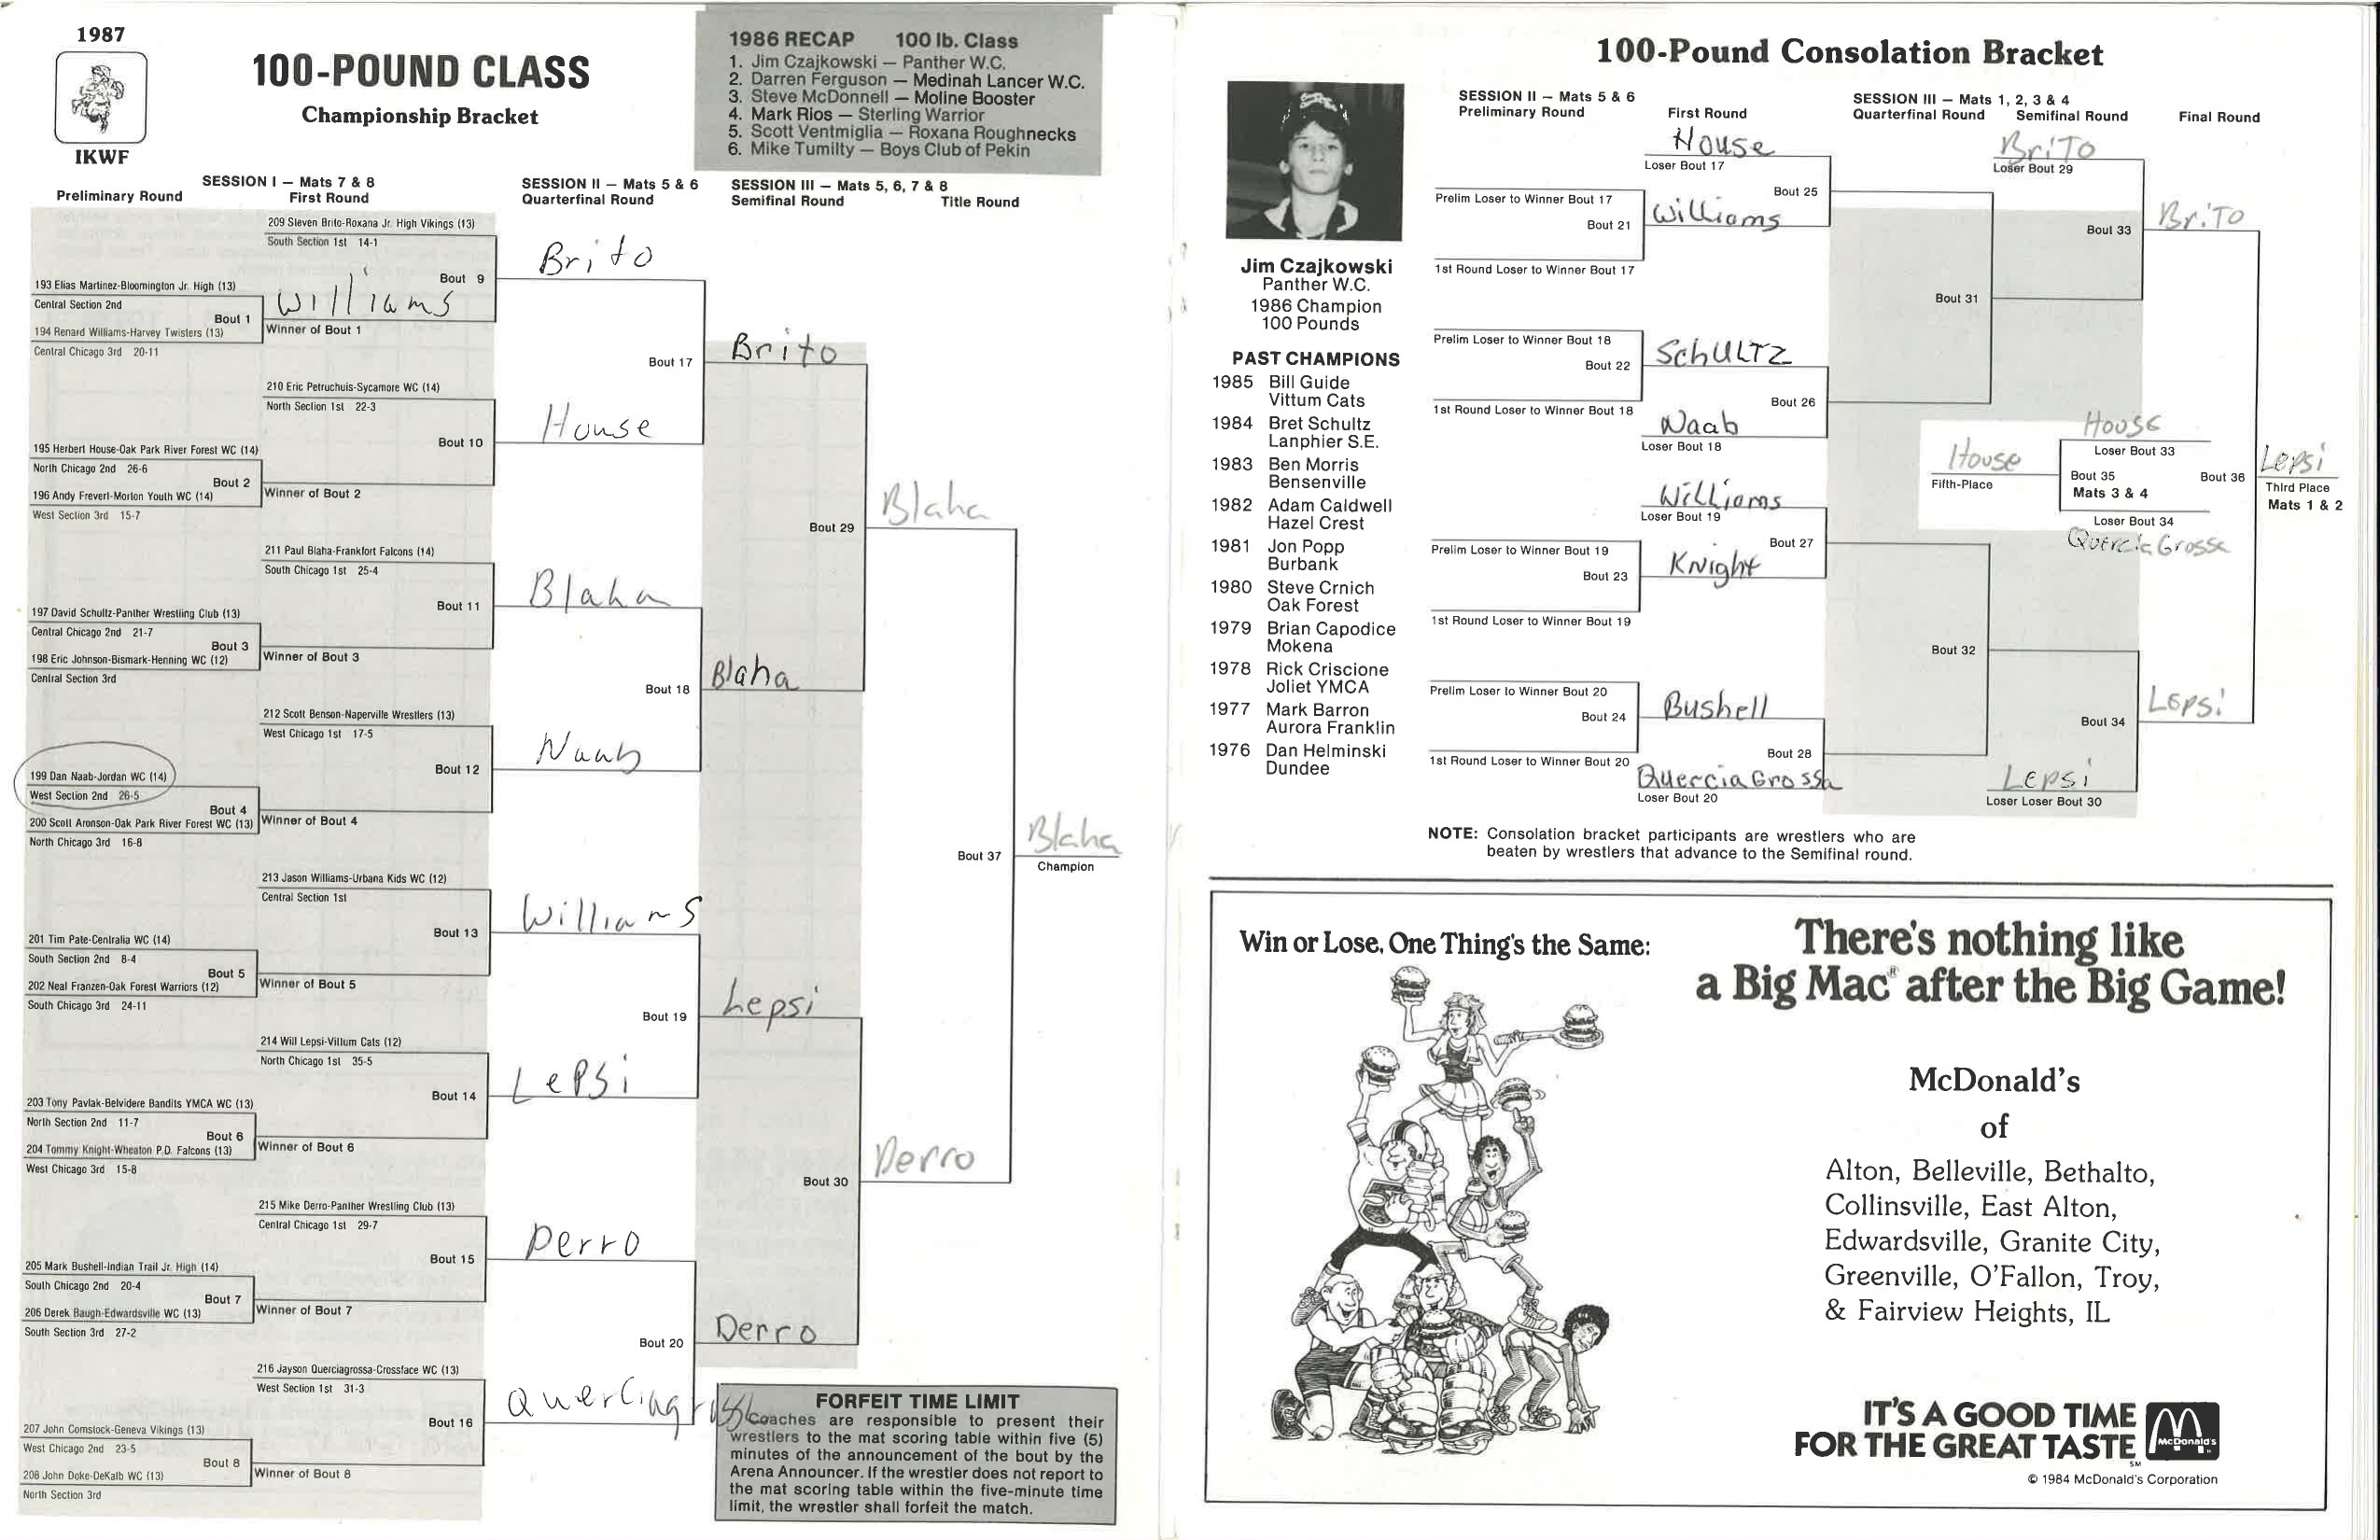 1987
IKWF
100-POUND CLASS
Championship Bracket
1986 RECAP 100 lb. Class
1. Jim Czajkowski — Panther W.C.
2. Darren Ferguson — Medinah Lancer W.C.
3. Steve McDonnell — Moline Booster
4. Mark Rios — Sterling Warrior
5. Scott Ventmiglia — Roxana Roughnecks
6. Mike Tumilty — Boys Club of Pekin
SESSION I — Mats 7 & 8
Preliminary Round First Round
SESSION II — Mats 5 & 6
Quarterfinal Round
SESSION III — Mats 5, 6, 7 & 8
Semifinal Round Title Round
209 Steven Brito-Roxana Jr. High Vikings (13)
South Section 1st 14-1
Brito
Bout 9
193 Elias Martinez-Bloomington Jr. High (13)
Central Section 2nd
Williams
Bout 1
Winner of Bout 1
194 Renard Williams-Harvey Twisters (13)
Central Chicago 3rd 20-11
Brito
Bout 17
210 Eric Petruchuis-Sycamore WC (14)
North Section 1st 22-3
House
Bout 10
195 Herbert House-Oak Park River Forest WC (14)
North Chicago 2nd 26-6
Bout 2
196 Andy Freverl-Morton Youth WC (14)
Winner of Bout 2
West Section 3rd 15-7
Blaha
Bout 29
211 Paul Blaha-Frankfort Falcons (14)
South Chicago 1st 25-4
Blaha
Bout 11
197 David Schultz-Panther Wrestling Club (13)
Central Chicago 2nd 21-7
Bout 3
198 Eric Johnson-Bismark-Henning WC (12)
Winner of Bout 3
Central Section 3rd
Blaha
Bout 18
212 Scott Benson-Naperville Wrestlers (13)
West Chicago 1st 17-5
Naab
Bout 12
199 Dan Naab-Jordan WC (14)
West Section 2nd 26-5
Bout 4
200 Scott Aronson-Oak Park River Forest WC (13)
Winner of Bout 4
North Chicago 3rd 16-8
Blaha
Bout 37
Champion
213 Jason Williams-Urbana Kids WC (12)
Central Section 1st
Williams
Bout 13
201 Tim Pate-Centralia WC (14)
South Section 2nd 8-4
Bout 5
202 Neal Franzen-Oak Forest Warriors (12)
Winner of Bout 5
South Chicago 3rd 24-11
Lepsi
Bout 19
214 Will Lepsi-Vittum Cats (12)
North Chicago 1st 35-5
LePSi
Bout 14
203 Tony Pavlak-Belvidere Bandits YMCA WC (13)
North Section 2nd 11-7
Bout 6
204 Tommy Knight-Wheaton P.D. Falcons (13)
Winner of Bout 6
West Chicago 3rd 15-8
Derro
Bout 30
215 Mike Derro-Panther Wrestling Club (13)
Central Chicago 1st 29-7
Derro
Bout 15
205 Mark Bushell-Indian Trail Jr. High (14)
South Chicago 2nd 20-4
Bout 7
206 Derek Baugh-Edwardsville WC (13)
Winner of Bout 7
South Section 3rd 27-2
Derro
Bout 20
216 Jayson Querciagrossa-Crossface WC (13)
West Section 1st 31-3
Bout 16
207 John Comstock-Geneva Vikings (13)
West Chicago 2nd 23-5
Bout 8
208 John Doke-DeKalb WC (13)
Winner of Bout 8
North Section 3rd
FORFEIT TIME LIMIT
Coaches are responsible to present their
wrestlers to the mat scoring table within five (5)
minutes of the announcement of the bout by the
Arena Announcer. If the wrestler does not report to
the mat scoring table within the five-minute time
limit, the wrestler shall forfeit the match.
100-Pound Consolation Bracket
Jim Czajkowski
Panther W.C.
1986 Champion
100 Pounds
PAST CHAMPIONS
1985 Bill Guide
Vittum Cats
1984 Bret Schultz
Lanphier S.E.
1983 Ben Morris
Bensenville
1982 Adam Caldwell
Hazel Crest
1981 Jon Popp
Burbank
1980 Steve Crnich
Oak Forest
1979 Brian Capodice
Mokena
1978 Rick Criscione
Joliet YMCA
1977 Mark Barron
Aurora Franklin
1976 Dan Helminski
Dundee
SESSION II — Mats 5 & 6
Preliminary Round First Round
SESSION III — Mats 1, 2, 3 & 4
Quarterfinal Round Semifinal Round Final Round
House
Loser Bout 17
Bout 25
Prelim Loser to Winner Bout 17
Williams
Bout 21
1st Round Loser to Winner Bout 17
BriTo
Loser Bout 29
BriTO
Bout 33
Bout 31
Prelim Loser to Winner Bout 18
SchULTZ
Bout 22
1st Round Loser to Winner Bout 18
Bout 26
Naab
Loser Bout 18
House
Loser Bout 33
House
Fifth-Place
Bout 35
Mats 3 & 4
Loser Bout 34
QuerciaGrossa
Bout 36
Lepsi
Third Place
Mats 1 & 2
Williams
Loser Bout 19
Bout 27
Prelim Loser to Winner Bout 19
Knight
Bout 23
1st Round Loser to Winner Bout 19
Bout 32
Prelim Loser to Winner Bout 20
Bushell
Bout 24
1st Round Loser to Winner Bout 20
Bout 28
QuerciaGrossa
Loser Bout 20
Lepsi
Bout 34
LEpsi
Loser Loser Bout 30
NOTE: Consolation bracket participants are wrestlers who are
beaten by wrestlers that advance to the Semifinal round.
Win or Lose, One Thing's the Same:
There's nothing like
a Big Mac® after the Big Game!
McDonald's
of
Alton, Belleville, Bethalto,
Collinsville, East Alton,
Edwardsville, Granite City,
Greenville, O'Fallon, Troy,
& Fairview Heights, IL
IT'S A GOOD TIME
FOR THE GREAT TASTE
SM
McDonald's
© 1984 McDonald's Corporation